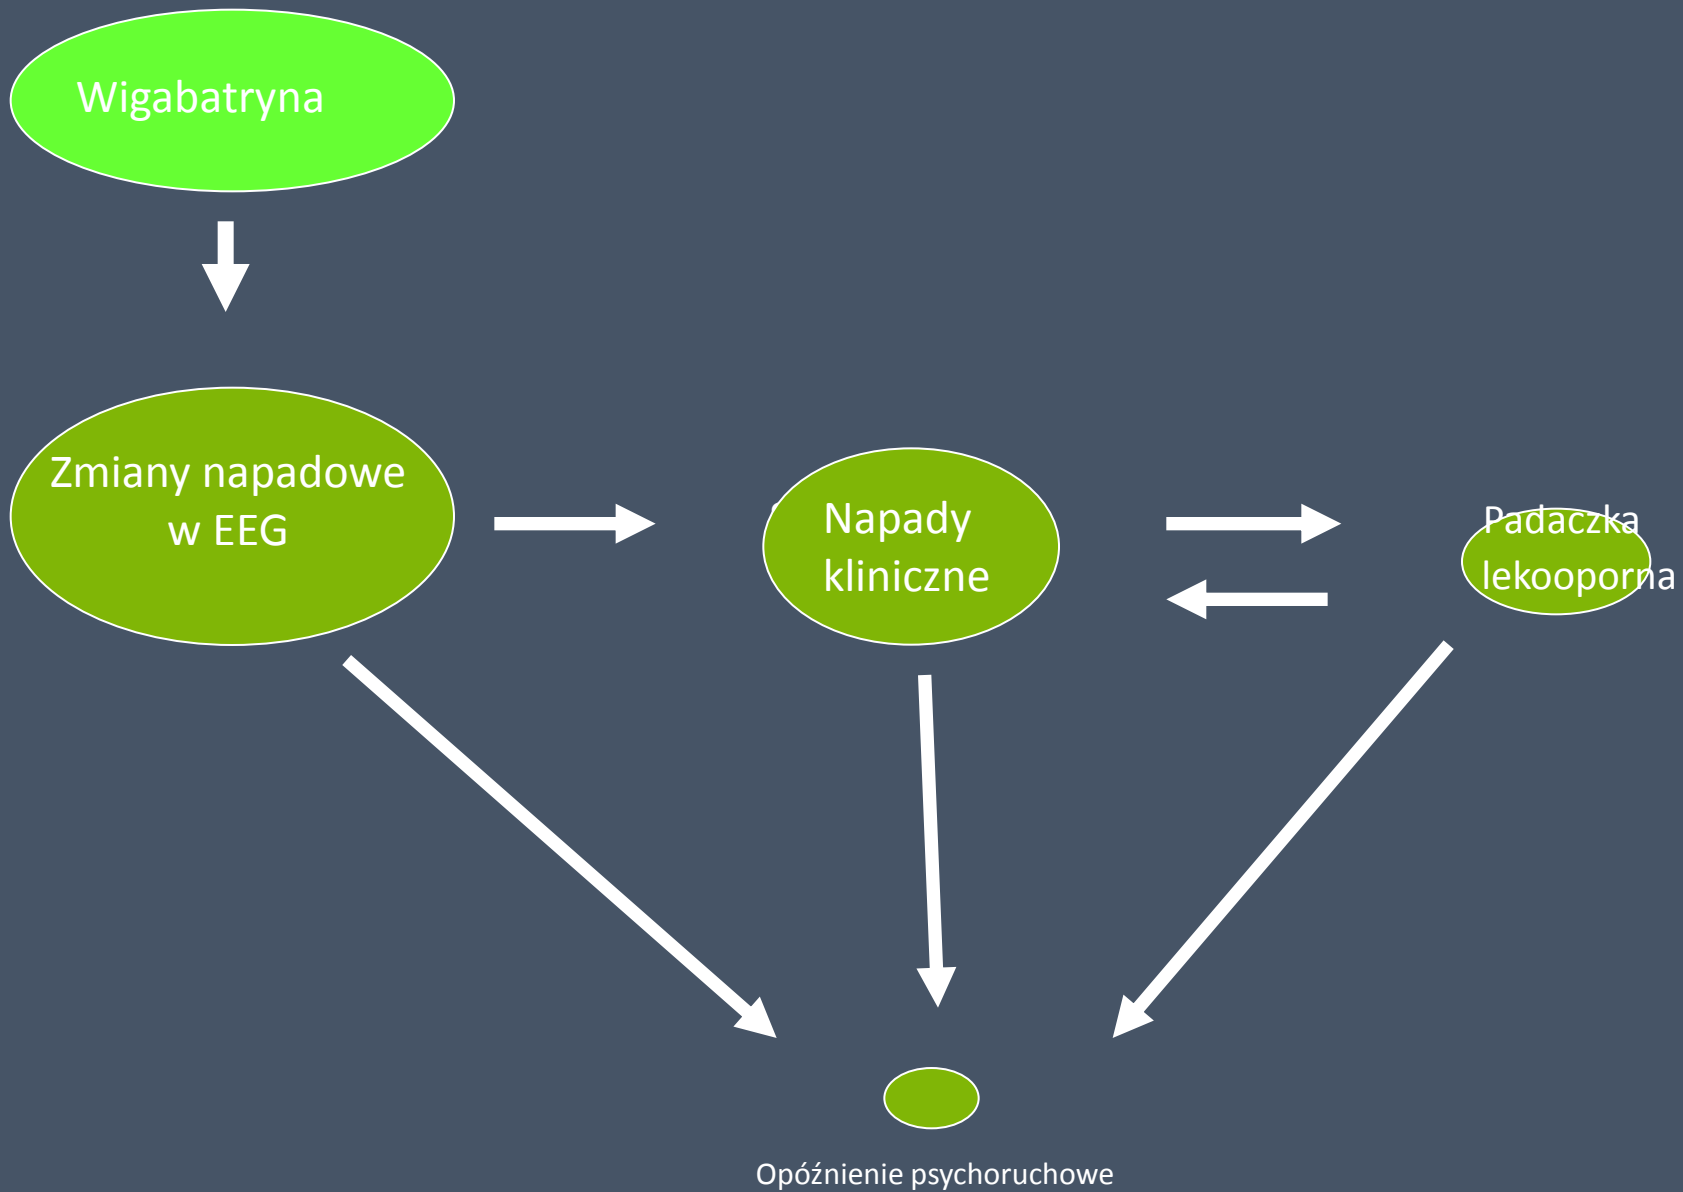 Wigabatryna
Zmiany napadowe
w EEG
Napady
kliniczne
Padaczka
lekooporna
Opóźnienie psychoruchowe